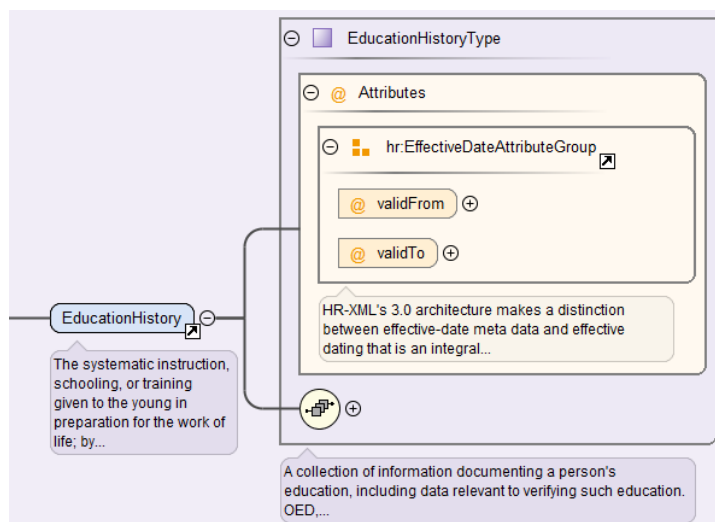 EducationHistoryType
@ Attributes
hr:EffectiveDateAttributeGroup
@ validFrom
@ validTo
HR-XML's 3.0 architecture makes a distinction
between effective-date meta data and effective
dating that is an integral...
EducationHistory
The systematic instruction,
schooling, or training
given to the young in
preparation for the work of
life; by...
A collection of information documenting a person's
education, including data relevant to verifying such education.
OED,...